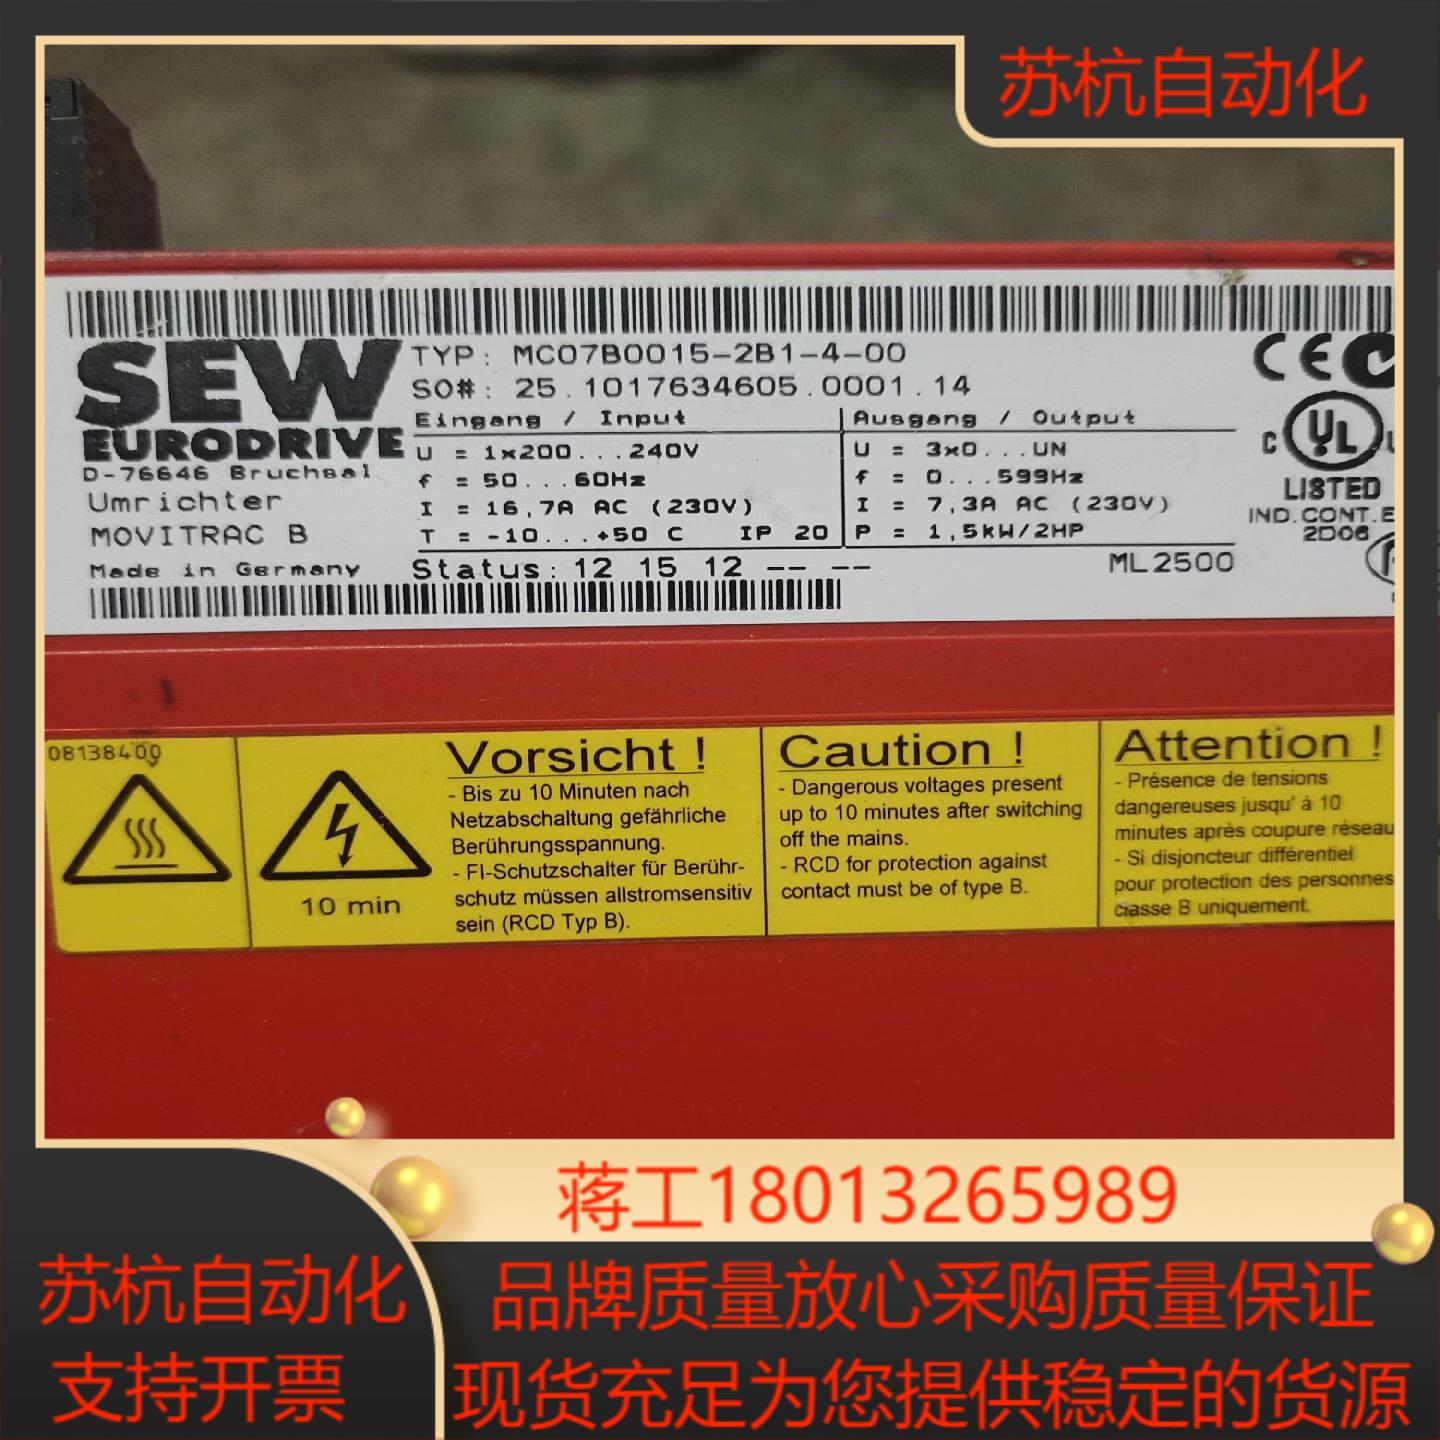 苏杭自动化
SEW
EURODRIVE
D-76646 Bruchsal
Umrichter
MOVITRAC B
Made in Germany
TYP: MC07B0015-2B1-4-00
SO#: 25.1017634605.0001.14
Eingang / Input
U = 1x200...240V
f = 50...60Hz
I = 16,7A AC (230V)
T = -10...+50 C IP 20
Ausgang / Output
U = 3x0...UN
f = 0...599Hz
I = 7,3A AC (230V)
P = 1,5kW/2HP
Status: 12 15 12 -- --
ML2500
CE
C UL
LISTED
IND.CONT.E
2D06
08138400
10 min
Vorsicht !
- Bis zu 10 Minuten nach
Netzabschaltung gefährliche
Berührungsspannung.
- FI-Schutzschalter für Berühr-
schutz müssen allstromsensitiv
sein (RCD Typ B).
Caution !
- Dangerous voltages present
up to 10 minutes after switching
off the mains.
- RCD for protection against
contact must be of type B.
Attention !
- Présence de tensions
dangereuses jusqu' à 10
minutes après coupure réseau
- Si disjoncteur différentiel
pour protection des personnes
classe B uniquement.
蒋工18013265989
苏杭自动化
支持开票
品牌质量放心采购质量保证
现货充足为您提供稳定的货源